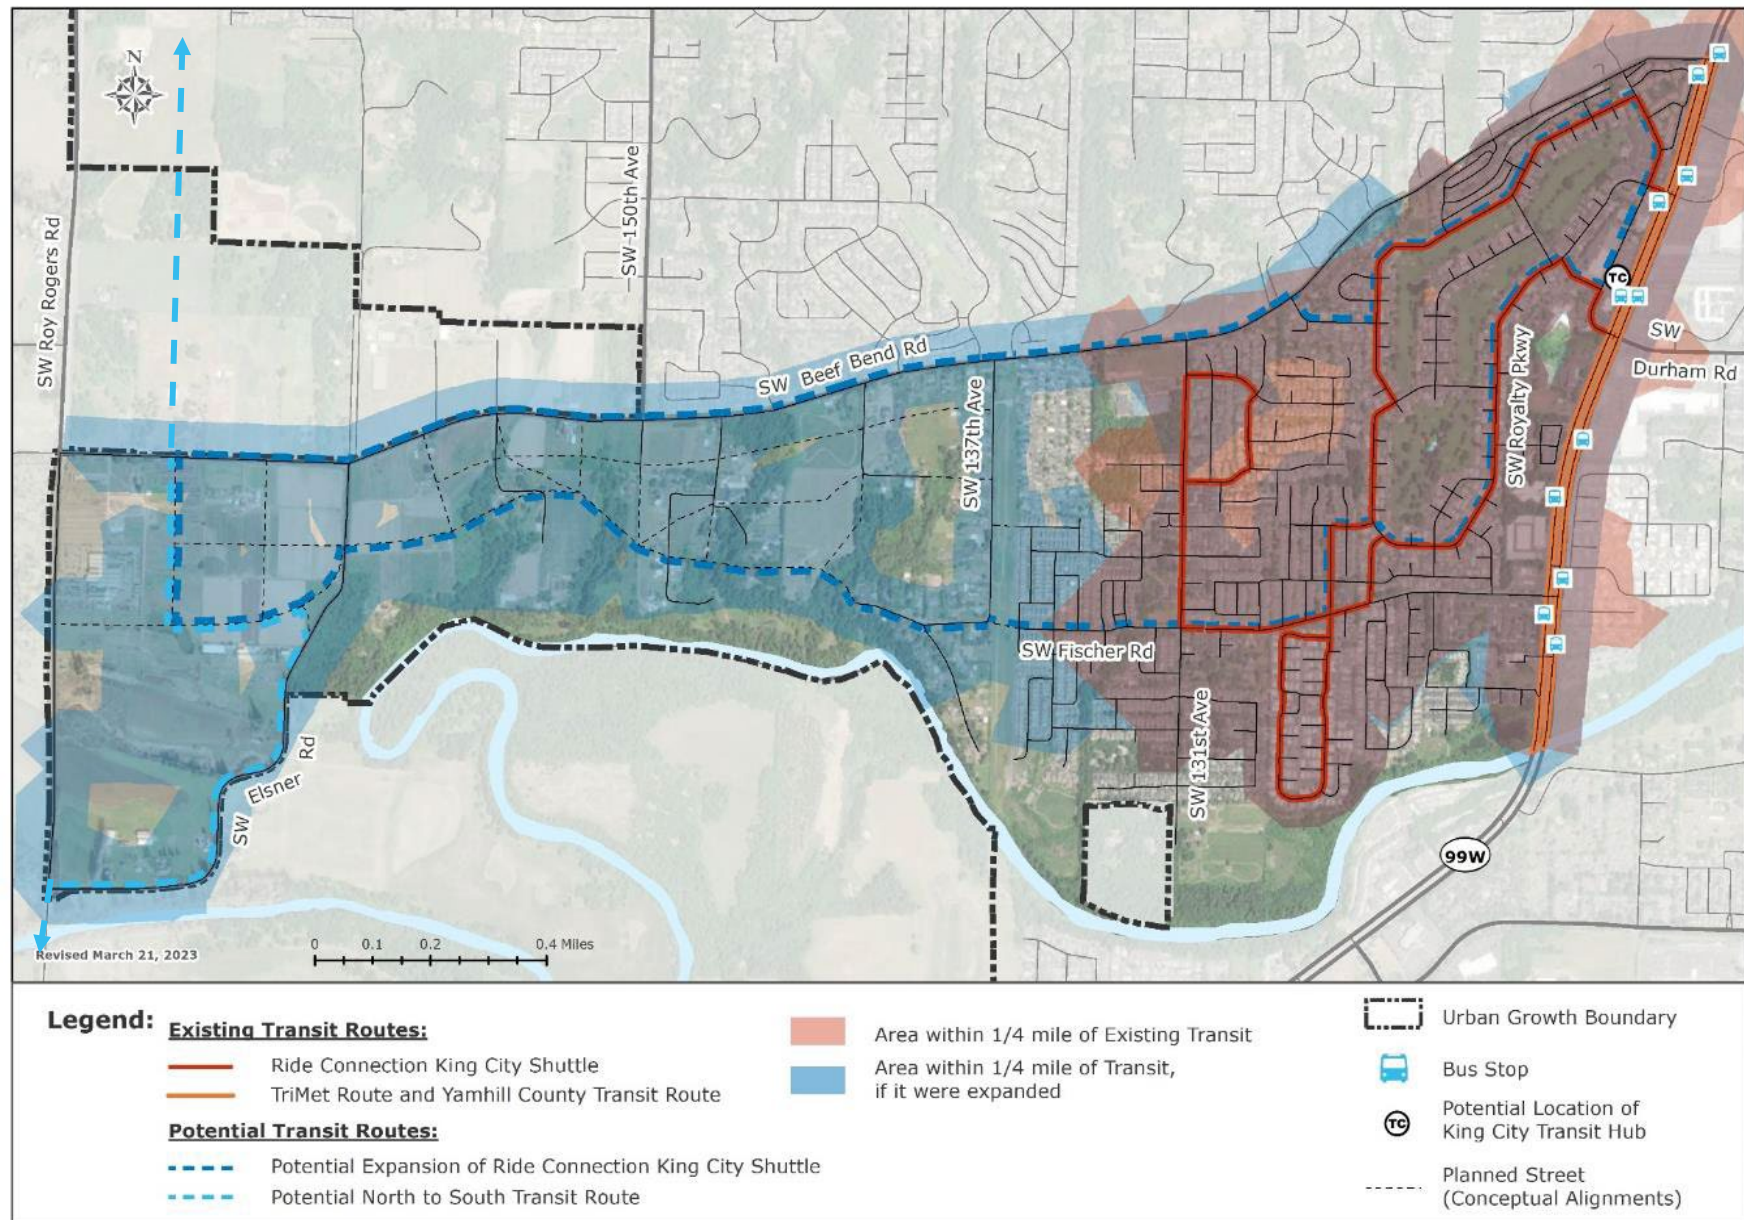 N
SW Roy Rogers Rd
SW 150th Ave
SW Beef Bend Rd
SW 137th Ave
SW Royalty Pkwy
TC
SW
Durham Rd
SW Fischer Rd
SW 131st Ave
SW Elsner Rd
99W
Revised March 21, 2023
0 0.1 0.2 0.4 Miles
Legend:
Existing Transit Routes:
Ride Connection King City Shuttle
TriMet Route and Yamhill County Transit Route
Potential Transit Routes:
Potential Expansion of Ride Connection King City Shuttle
Potential North to South Transit Route
Area within 1/4 mile of Existing Transit
Area within 1/4 mile of Transit,
if it were expanded
Urban Growth Boundary
Bus Stop
TC
Potential Location of
King City Transit Hub
Planned Street
(Conceptual Alignments)